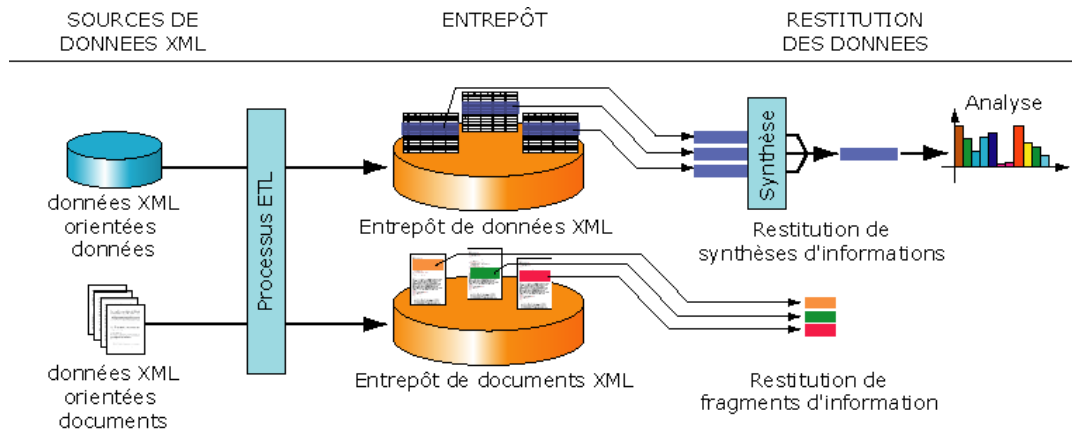 SOURCES DE
DONNEES XML
ENTREPÔT
RESTITUTION
DES DONNEES
données XML
orientées
données
Processus ETL
Entrepôt de données XML
Synthèse
Analyse
Restitution de
synthèses d'informations
données XML
orientées
documents
Entrepôt de documents XML
Restitution de
fragments d'information